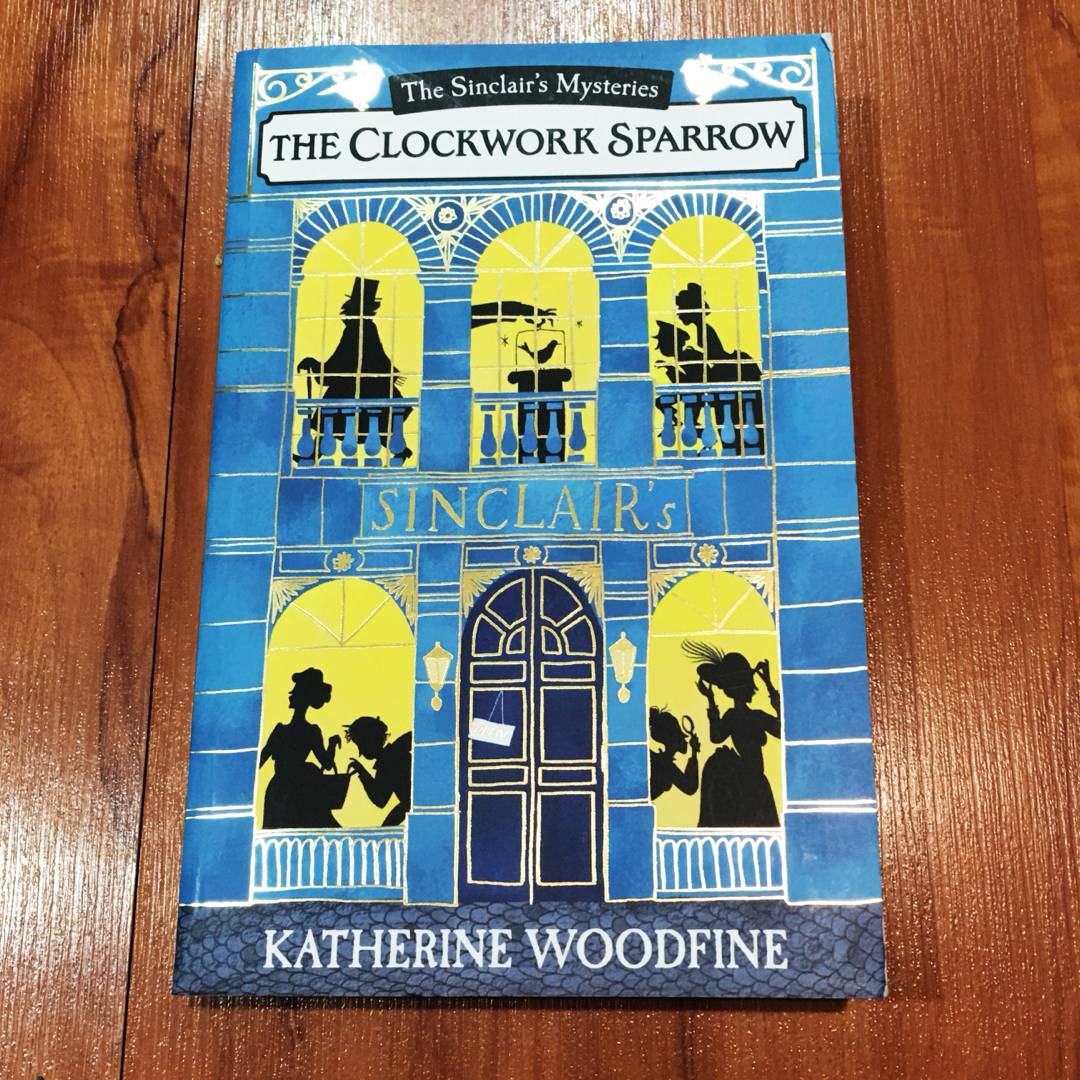 The Sinclair's Mysteries
THE CLOCKWORK SPARROW
SINCLAIR's
KATHERINE WOODFINE